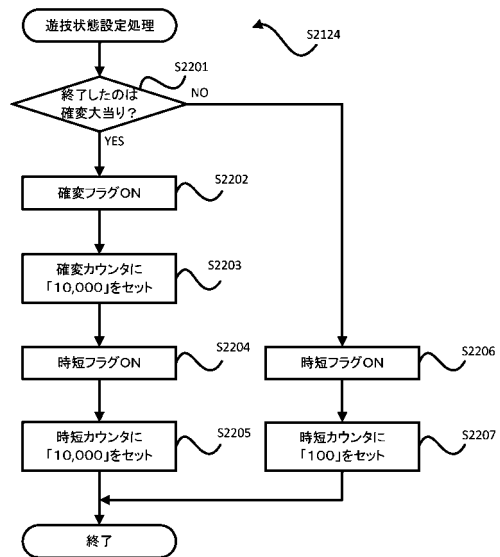 遊技状態設定処理
S2124
S2201
終了したのは
確変大当り？
NO
YES
確変フラグON
S2202
確変カウンタに
「10,000」をセット
S2203
時短フラグON
S2204
時短フラグON
S2206
時短カウンタに
「10,000」をセット
S2205
時短カウンタに
「100」をセット
S2207
終了